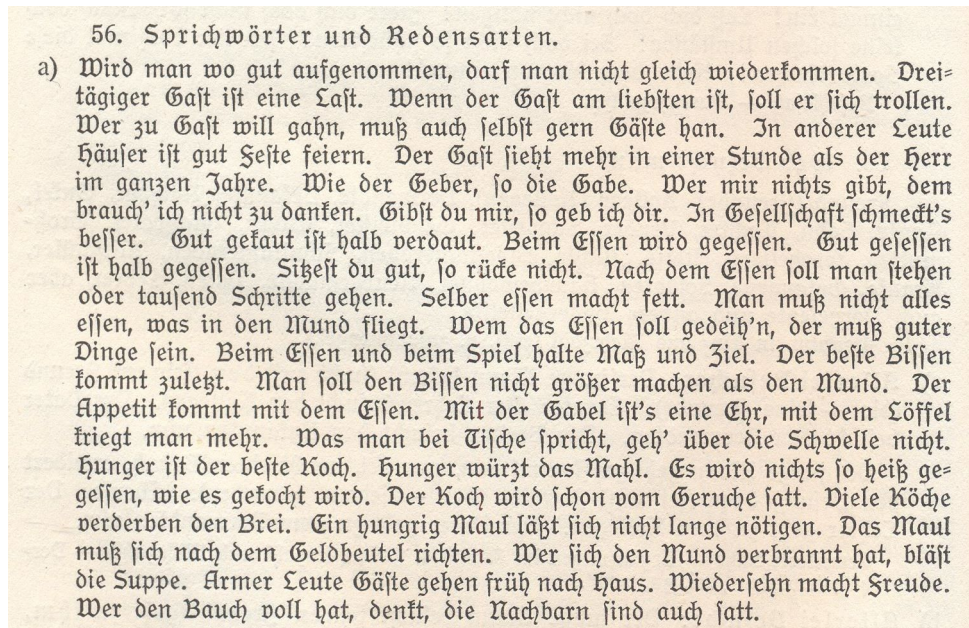 56. Sprichwörter und Redensarten.
a) Wird man wo gut aufgenommen, darf man nicht gleich wiederkommen. Drei=
tägiger Gast ist eine Last. Wenn der Gast am liebsten ist, soll er sich trollen.
Wer zu Gast will gahn, muß auch selbst gern Gäste han. In anderer Leute
Häuser ist gut Feste feiern. Der Gast sieht mehr in einer Stunde als der Herr
im ganzen Jahre. Wie der Geber, so die Gabe. Wer mir nichts gibt, dem
brauch' ich nicht zu danken. Gibst du mir, so geb ich dir. In Gesellschaft schmeckt's
besser. Gut gekaut ist halb verdaut. Beim Essen wird gegessen. Gut gesessen
ist halb gegessen. Sitzest du gut, so rücke nicht. Nach dem Essen soll man stehen
oder tausend Schritte gehen. Selber essen macht fett. Man muß nicht alles
essen, was in den Mund fliegt. Wem das Essen soll gedeih'n, der muß guter
Dinge sein. Beim Essen und beim Spiel halte Maß und Ziel. Der beste Bissen
kommt zuletzt. Man soll den Bissen nicht größer machen als den Mund. Der
Appetit kommt mit dem Essen. Mit der Gabel ist's eine Ehr, mit dem Löffel
kriegt man mehr. Was man bei Tische spricht, geh' über die Schwelle nicht.
Hunger ist der beste Koch. Hunger würzt das Mahl. Es wird nichts so heiß ge=
gessen, wie es gekocht wird. Der Koch wird schon vom Geruche satt. Viele Köche
verderben den Brei. Ein hungrig Maul läßt sich nicht lange nötigen. Das Maul
muß sich nach dem Geldbeutel richten. Wer sich den Mund verbrannt hat, bläst
die Suppe. Armer Leute Gäste gehen früh nach Haus. Wiedersehn macht Freude.
Wer den Bauch voll hat, denkt, die Nachbarn sind auch satt.